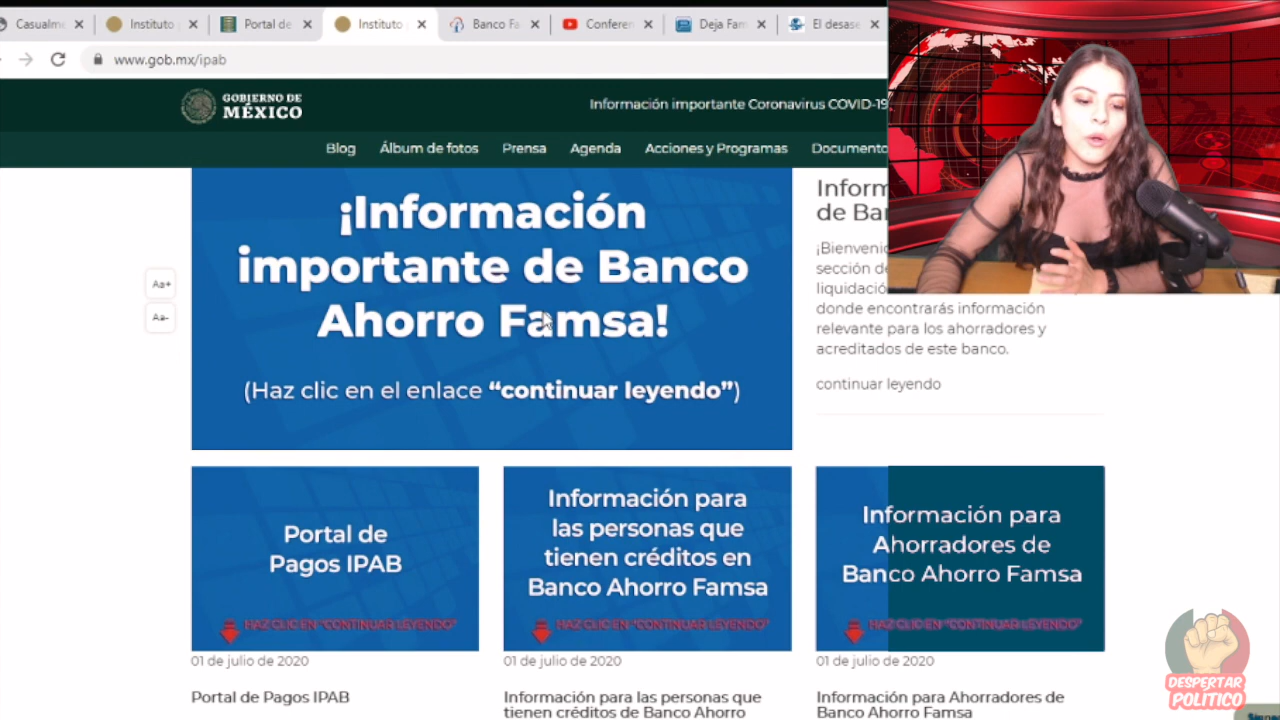 Casualmo
Instituto
Portal de
Instituto
Banco Fa
Conferen
Deja Fam
El desas
www.gob.mx/ipab
GOBIERNO DE
MÉXICO
Información importante Coronavirus COVID-19
Blog
Álbum de fotos
Prensa
Agenda
Acciones y Programas
Documento
¡Información
importante de Banco
Ahorro Famsa!
(Haz clic en el enlace “continuar leyendo”)
Aa+
Aa-
Inform
de Ba
¡Bienveni
sección de
liquidació
donde encontrarás información
relevante para los ahorradores y
acreditados de este banco.
continuar leyendo
Portal de
Pagos IPAB
HAZ CLIC EN "CONTINUAR LEYENDO"
01 de julio de 2020
Portal de Pagos IPAB
Información para
las personas que
tienen créditos en
Banco Ahorro Famsa
HAZ CLIC EN "CONTINUAR LEYENDO"
01 de julio de 2020
Información para las personas que
tienen créditos de Banco Ahorro
Información para
Ahorradores de
Banco Ahorro Famsa
HAZ CLIC EN "CONTINUAR LEYENDO"
01 de julio de 2020
Información para Ahorradores de
Banco Ahorro Famsa
DESPERTAR
POLÍTICO